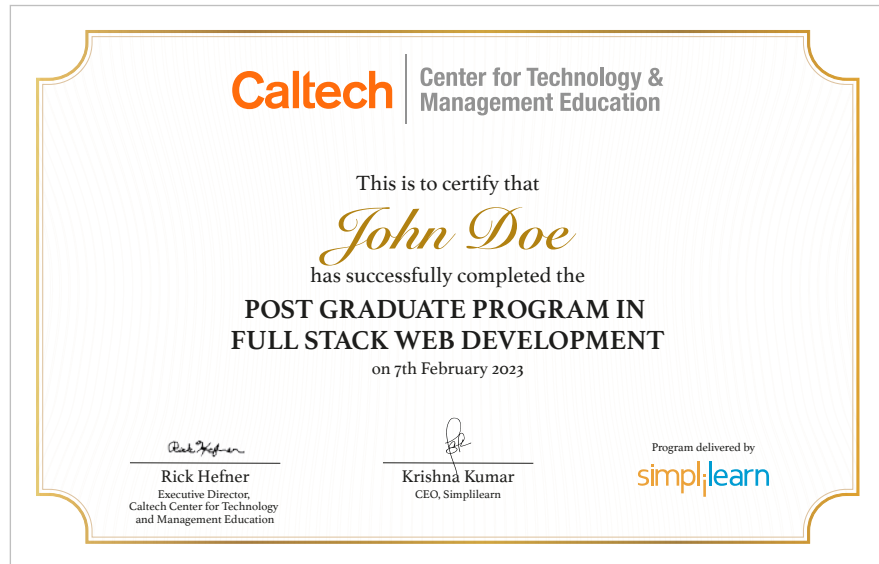 Caltech
Center for Technology &
Management Education
This is to certify that
John Doe
has successfully completed the
POST GRADUATE PROGRAM IN
FULL STACK WEB DEVELOPMENT
on 7th February 2023
Rick Hefner
Rick Hefner
Executive Director,
Caltech Center for Technology
and Management Education
Krishna Kumar
CEO, Simplilearn
Program delivered by
simplilearn